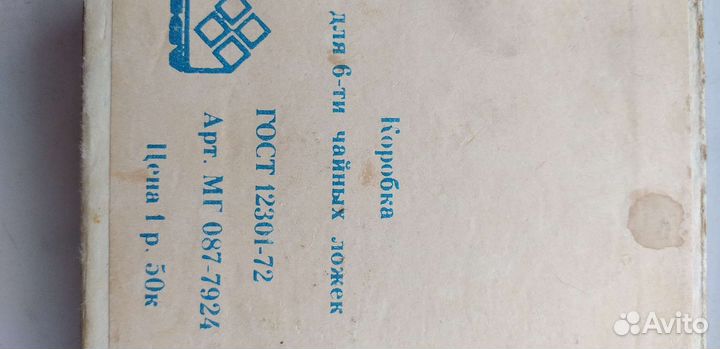 Коробка
для 6-ти чайных ложек
ГОСТ 12301-72
Арт. МГ 087-7924
Цена 1 р. 50к
Avito